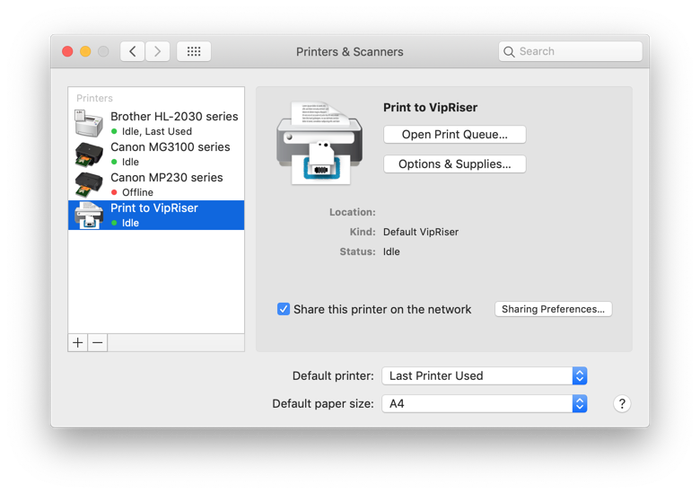 Printers & Scanners
Search
Printers
Brother HL-2030 series
Idle, Last Used
Canon MG3100 series
Idle
Canon MP230 series
Offline
Print to VipRiser
Idle
Print to VipRiser
Open Print Queue...
Options & Supplies...
Location:
Kind: Default VipRiser
Status: Idle
Share this printer on the network
Sharing Preferences...
Default printer: Last Printer Used
Default paper size: A4
?